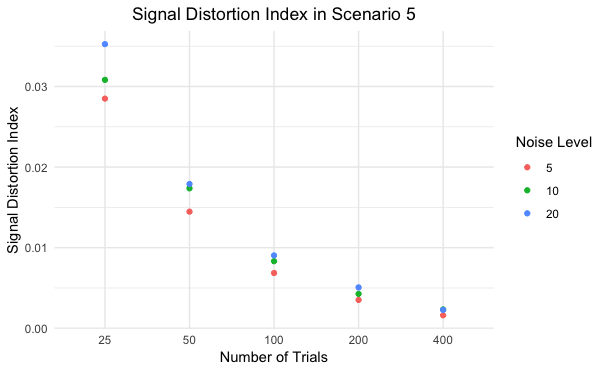 Signal Distortion Index in Scenario 5
Signal Distortion Index
0.03
0.02
0.01
0.00
25 50 100 200 400
Number of Trials
Noise Level
5
10
20